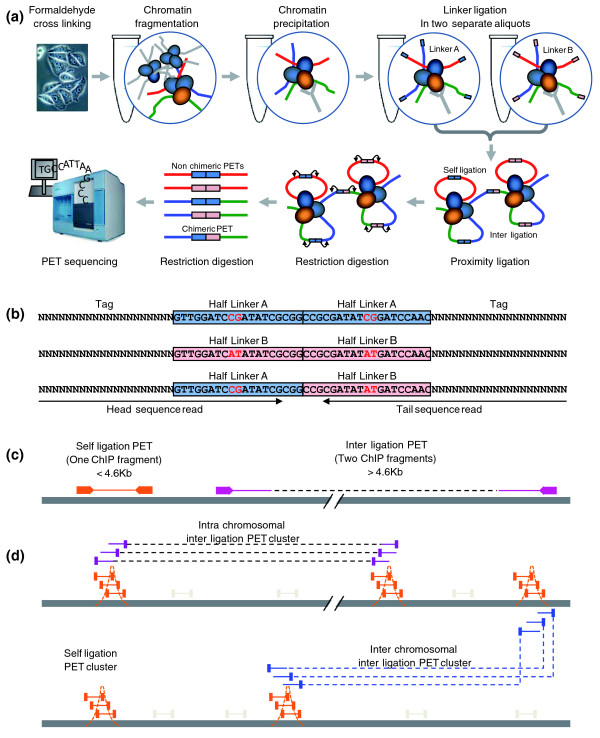 (a)
Formaldehyde
cross linking
Chromatin
fragmentation
Chromatin
precipitation
Linker ligation
In two separate aliquots
Linker A
Linker B
TGCCATTAAGCCC
PET sequencing
Non chimeric PETs
Chimeric PET
Restriction digestion
Restriction digestion
Self ligation
Inter ligation
Proximity ligation
(b)
Tag
Half Linker A
Half Linker A
Tag
NNNNNNNNNNNNNNNNNNNNGTTGGATCCGATATCGCGGCCGCGATATCGGATCCAACNNNNNNNNNNNNNNNNNNNN
Half Linker B
Half Linker B
NNNNNNNNNNNNNNNNNNNNGTTGGATCATATATCGCGGCCGCGATATATGATCCAACNNNNNNNNNNNNNNNNNNNN
Half Linker A
Half Linker B
NNNNNNNNNNNNNNNNNNNNGTTGGATCCGATATCGCGGCCGCGATATATGATCCAACNNNNNNNNNNNNNNNNNNNN
Head sequence read
Tail sequence read
(c)
Self ligation PET
(One ChIP fragment)
< 4.6Kb
Inter ligation PET
(Two ChIP fragments)
> 4.6Kb
(d)
Intra chromosomal
inter ligation PET cluster
Self ligation
PET cluster
Inter chromosomal
inter ligation PET cluster